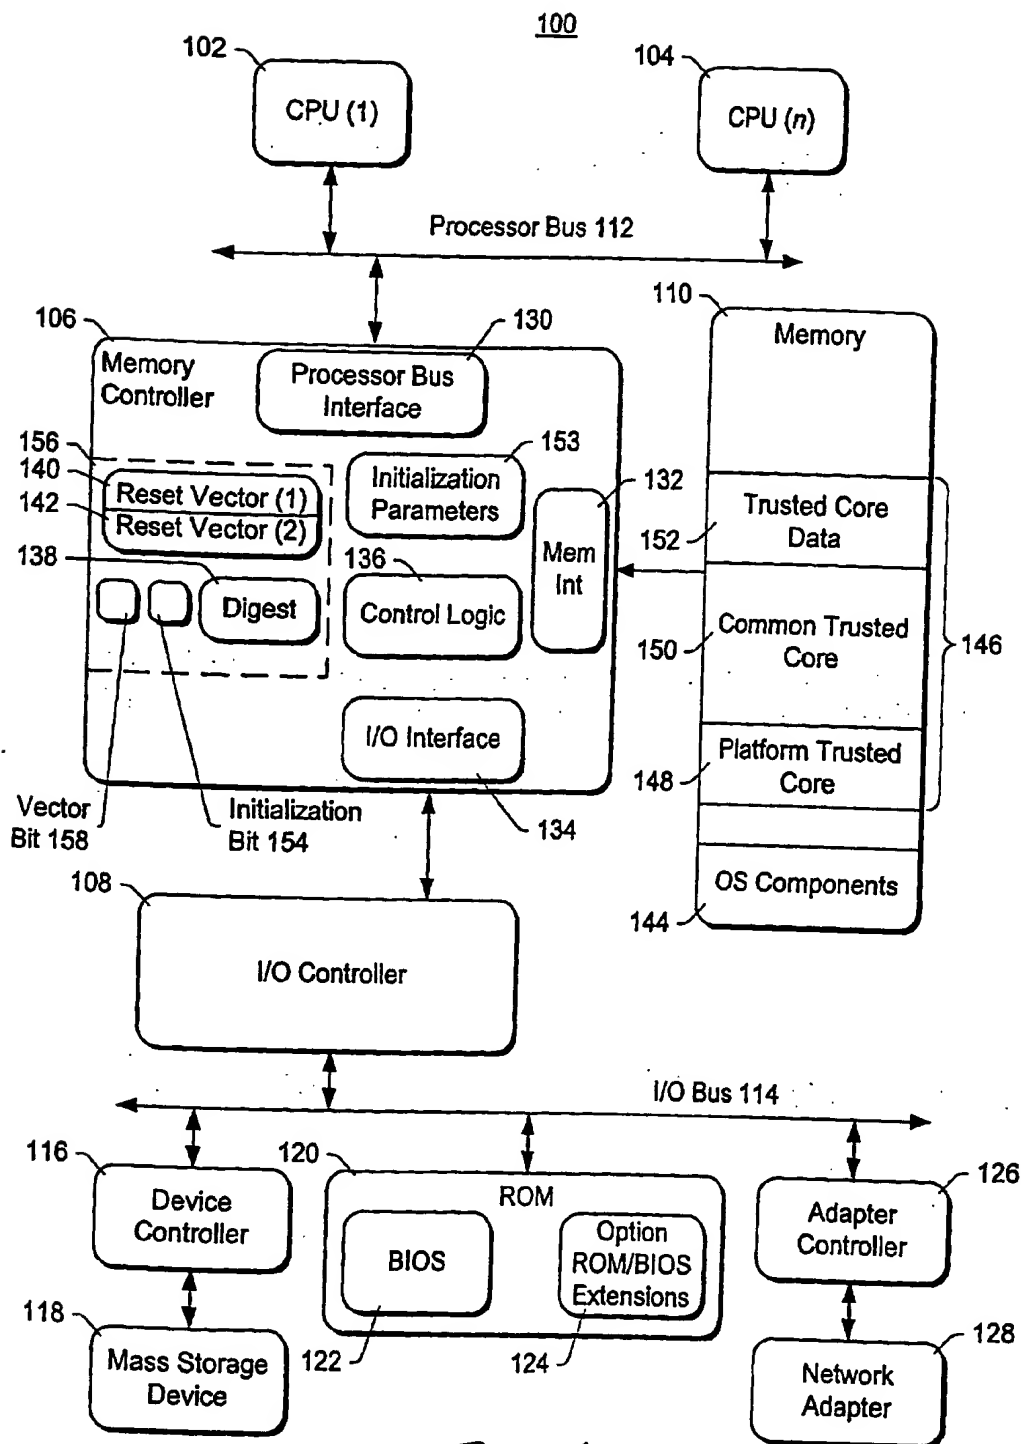 100
102
CPU (1)
104
CPU (n)
Processor Bus 112
106
Memory
Controller
130
Processor Bus
Interface
110
Memory
156
140
Reset Vector (1)
142
Reset Vector (2)
138
Digest
153
Initialization
Parameters
136
Control Logic
132
Mem
Int
152
Trusted Core
Data
150
Common Trusted
Core
146
148
Platform Trusted
Core
I/O Interface
134
Vector
Bit 158
Initialization
Bit 154
144
OS Components
108
I/O Controller
I/O Bus 114
116
Device
Controller
120
ROM
BIOS
122
Option
ROM/BIOS
Extensions
124
126
Adapter
Controller
118
Mass Storage
Device
128
Network
Adapter